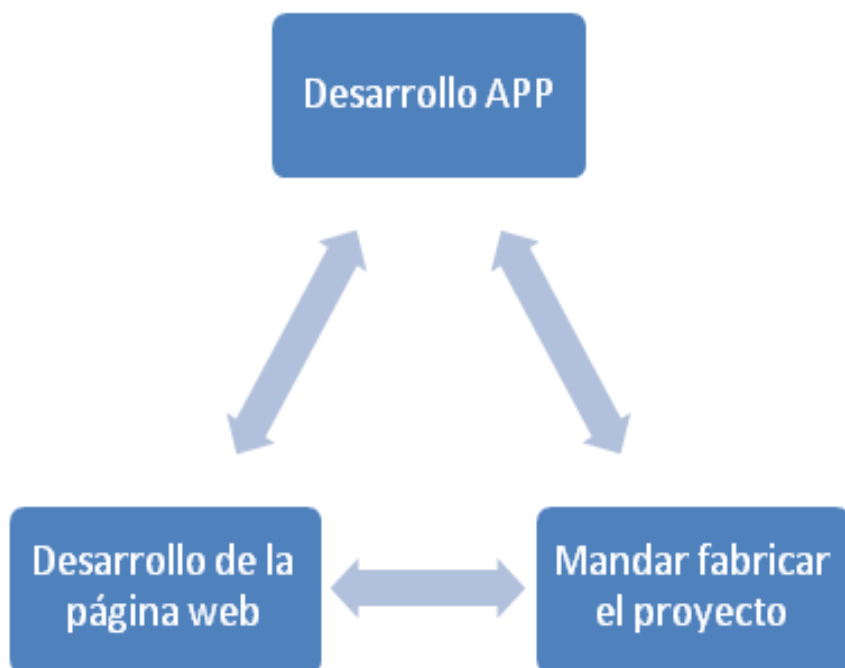 Desarrollo APP
Desarrollo de la
página web
Mandar fabricar
el proyecto